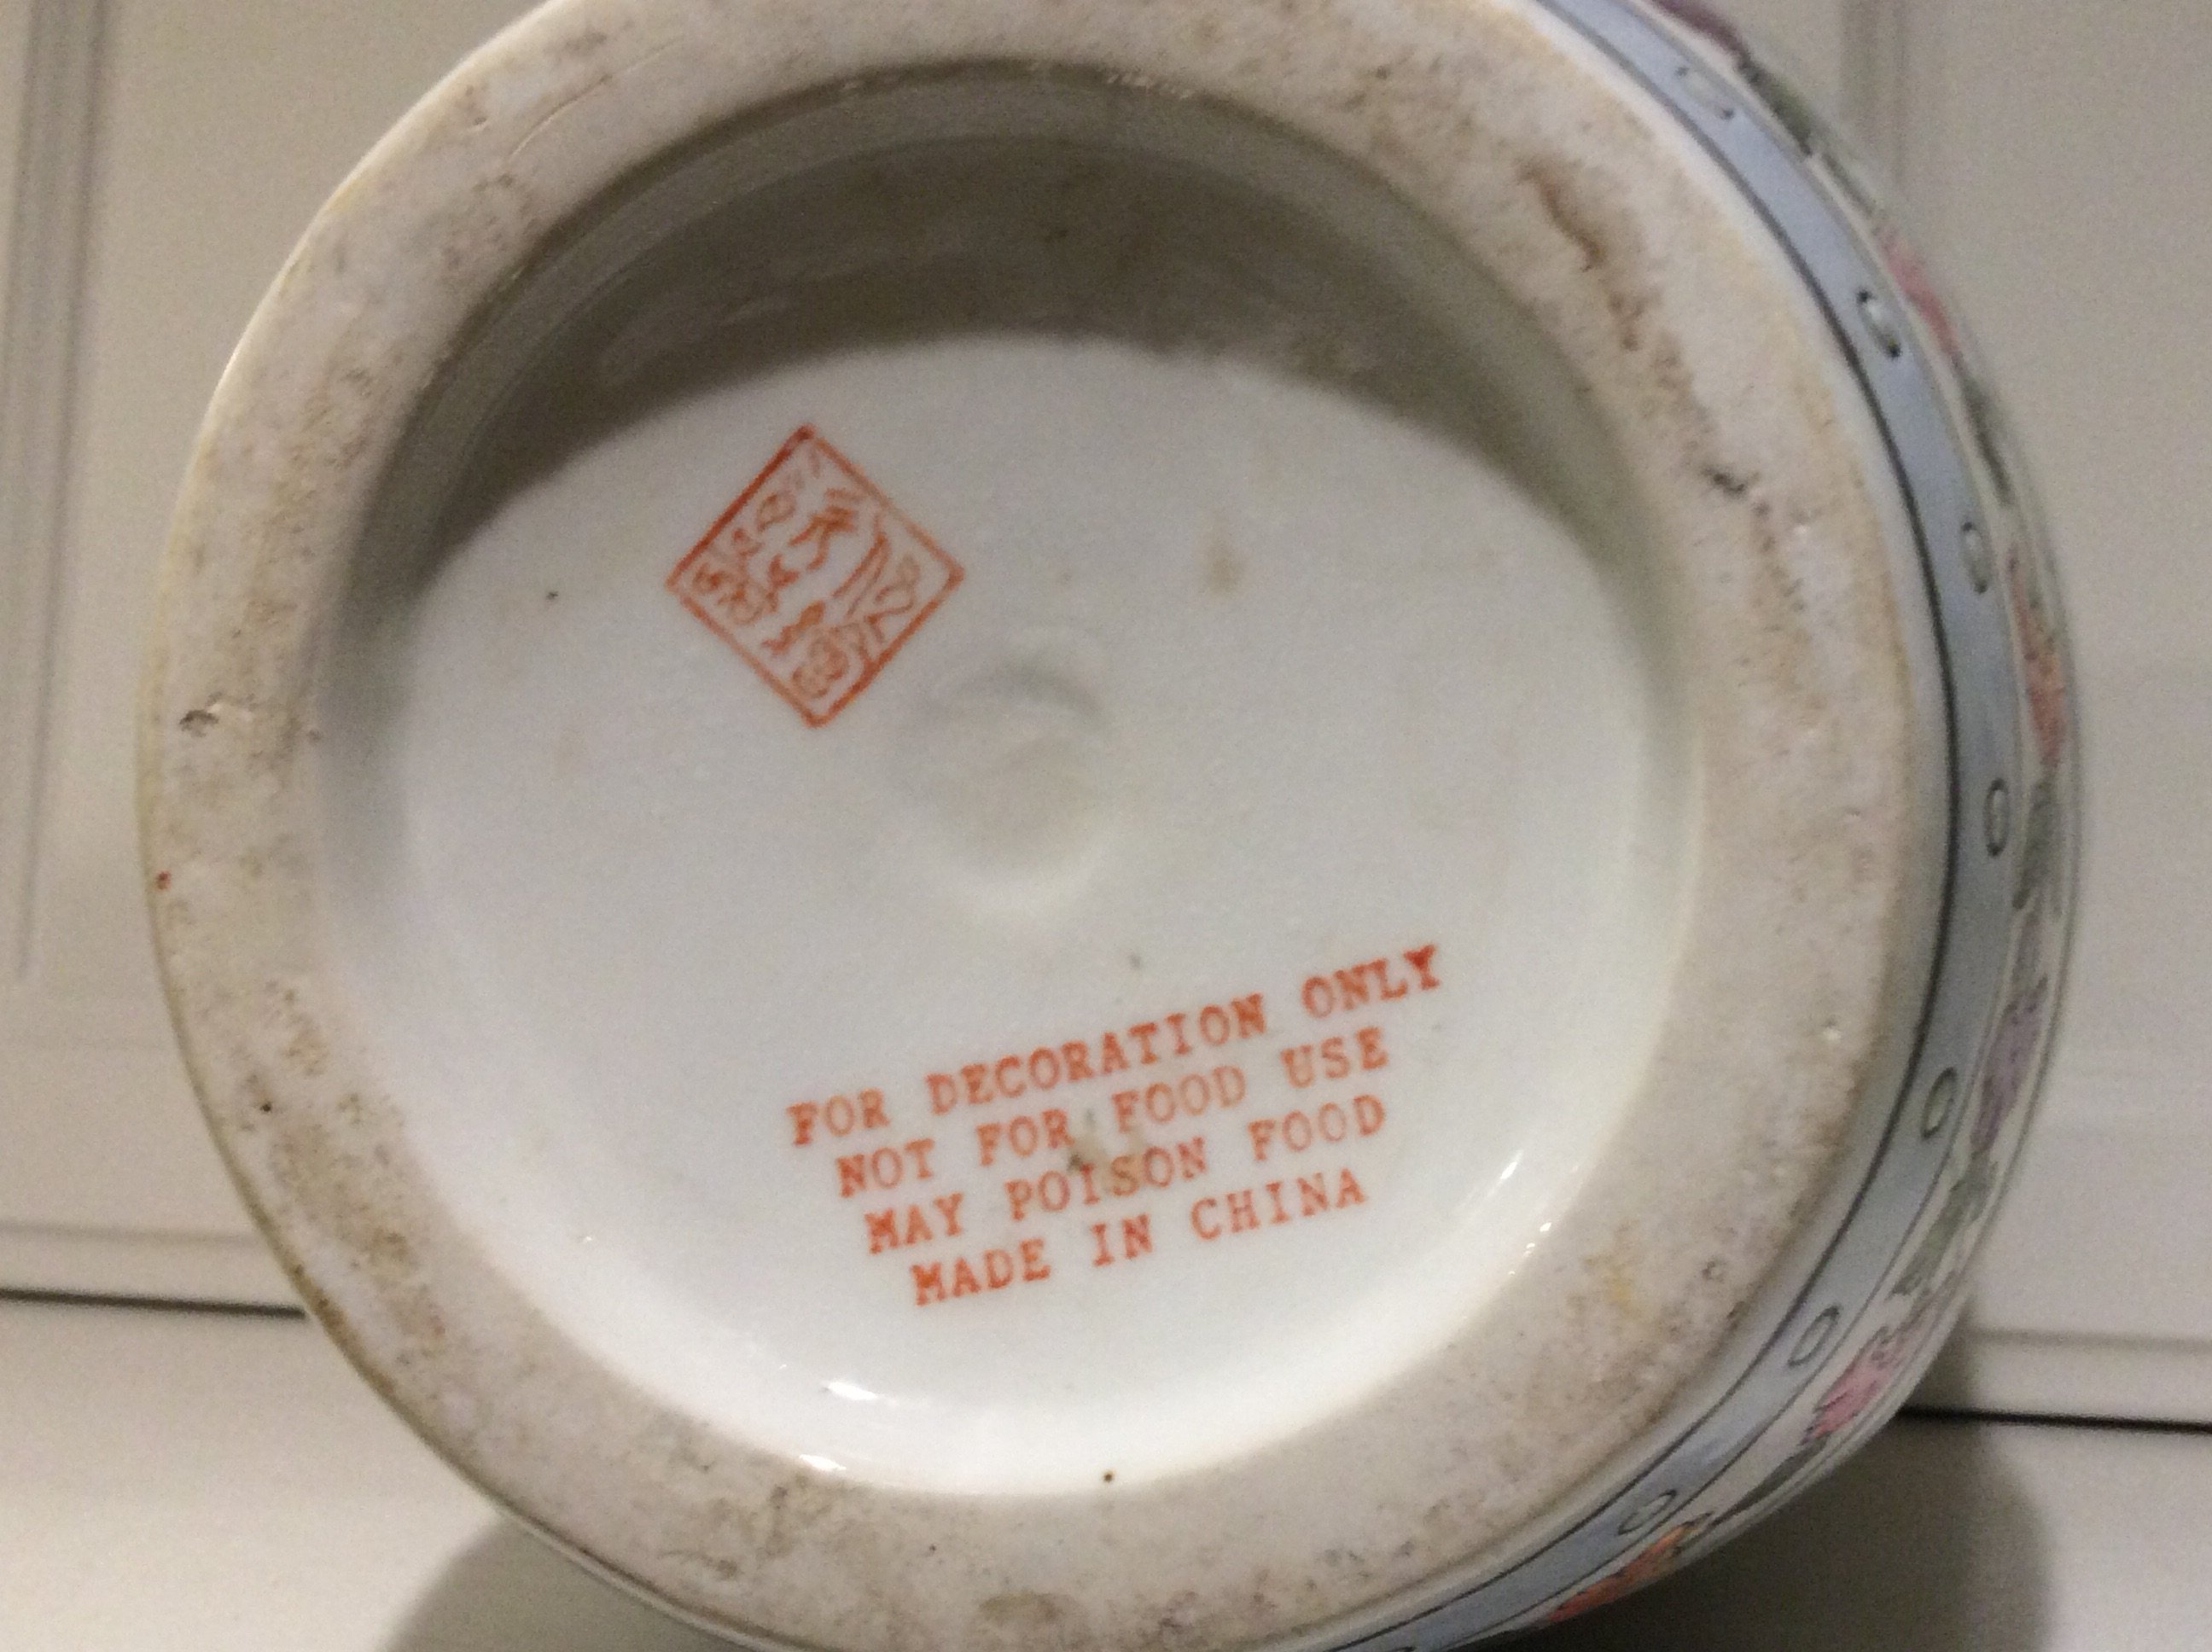 FOR DECORATION ONLY
NOT FOR FOOD USE
MAY POISON FOOD
MADE IN CHINA